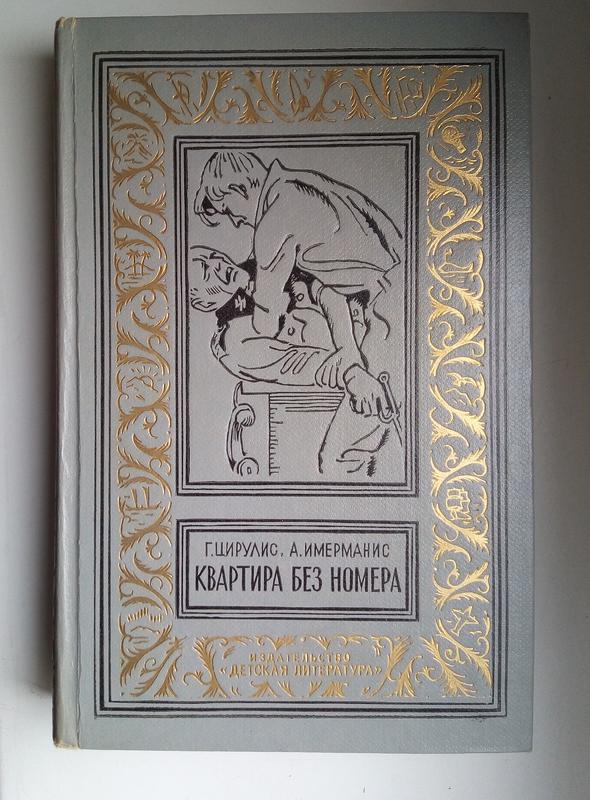 Г. ЦИРУЛИС, А. ИМЕРМАНИС
КВАРТИРА БЕЗ НОМЕРА
ИЗДАТЕЛЬСТВО
«ДЕТСКАЯ ЛИТЕРАТУРА»